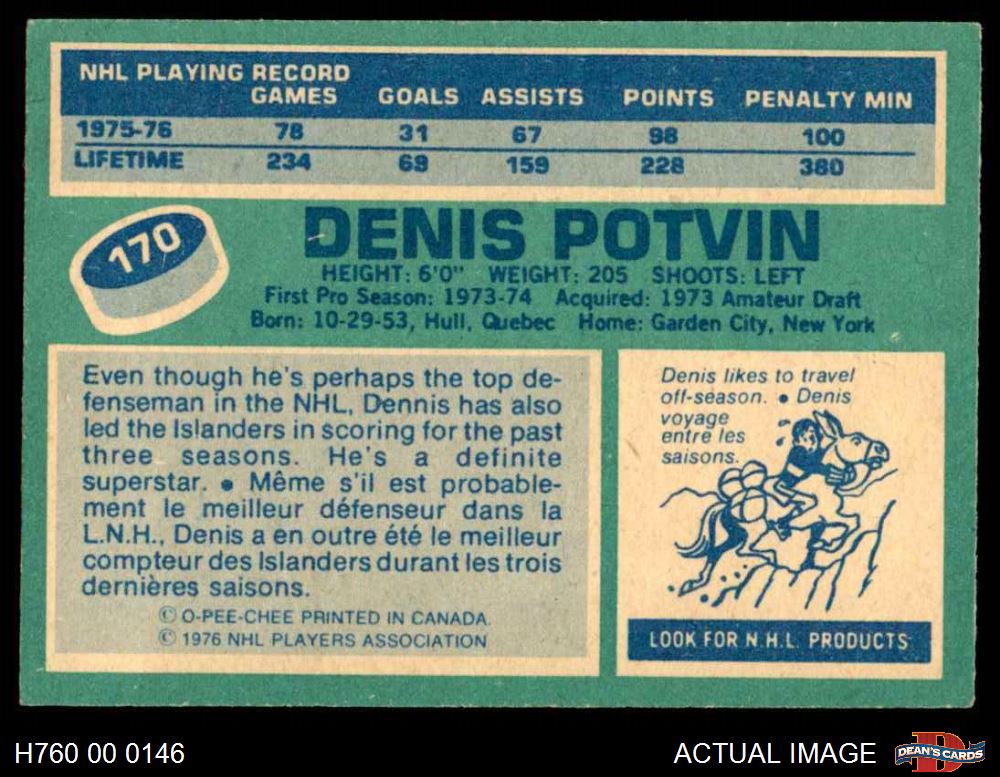 NHL PLAYING RECORD
GAMES GOALS ASSISTS POINTS PENALTY MIN
1975-76 78 31 67 98 100
LIFETIME 234 69 159 228 380
170
DENIS POTVIN
HEIGHT: 6'0" WEIGHT: 205 SHOOTS: LEFT
First Pro Season: 1973-74 Acquired: 1973 Amateur Draft
Born: 10-29-53, Hull, Quebec Home: Garden City, New York
Even though he's perhaps the top de-
fenseman in the NHL, Dennis has also
led the Islanders in scoring for the past
three seasons. He's a definite
superstar. • Même s'il est probable-
ment le meilleur défenseur dans la
L.N.H., Denis a en outre été le meilleur
compteur des Islanders durant les trois
dernières saisons.
© O-PEE-CHEE PRINTED IN CANADA.
© 1976 NHL PLAYERS ASSOCIATION
Denis likes to travel
off-season. • Denis
voyage
entre les
saisons.
LOOK FOR N.H.L. PRODUCTS
H760 00 0146
ACTUAL IMAGE
D
DEAN'S CARDS